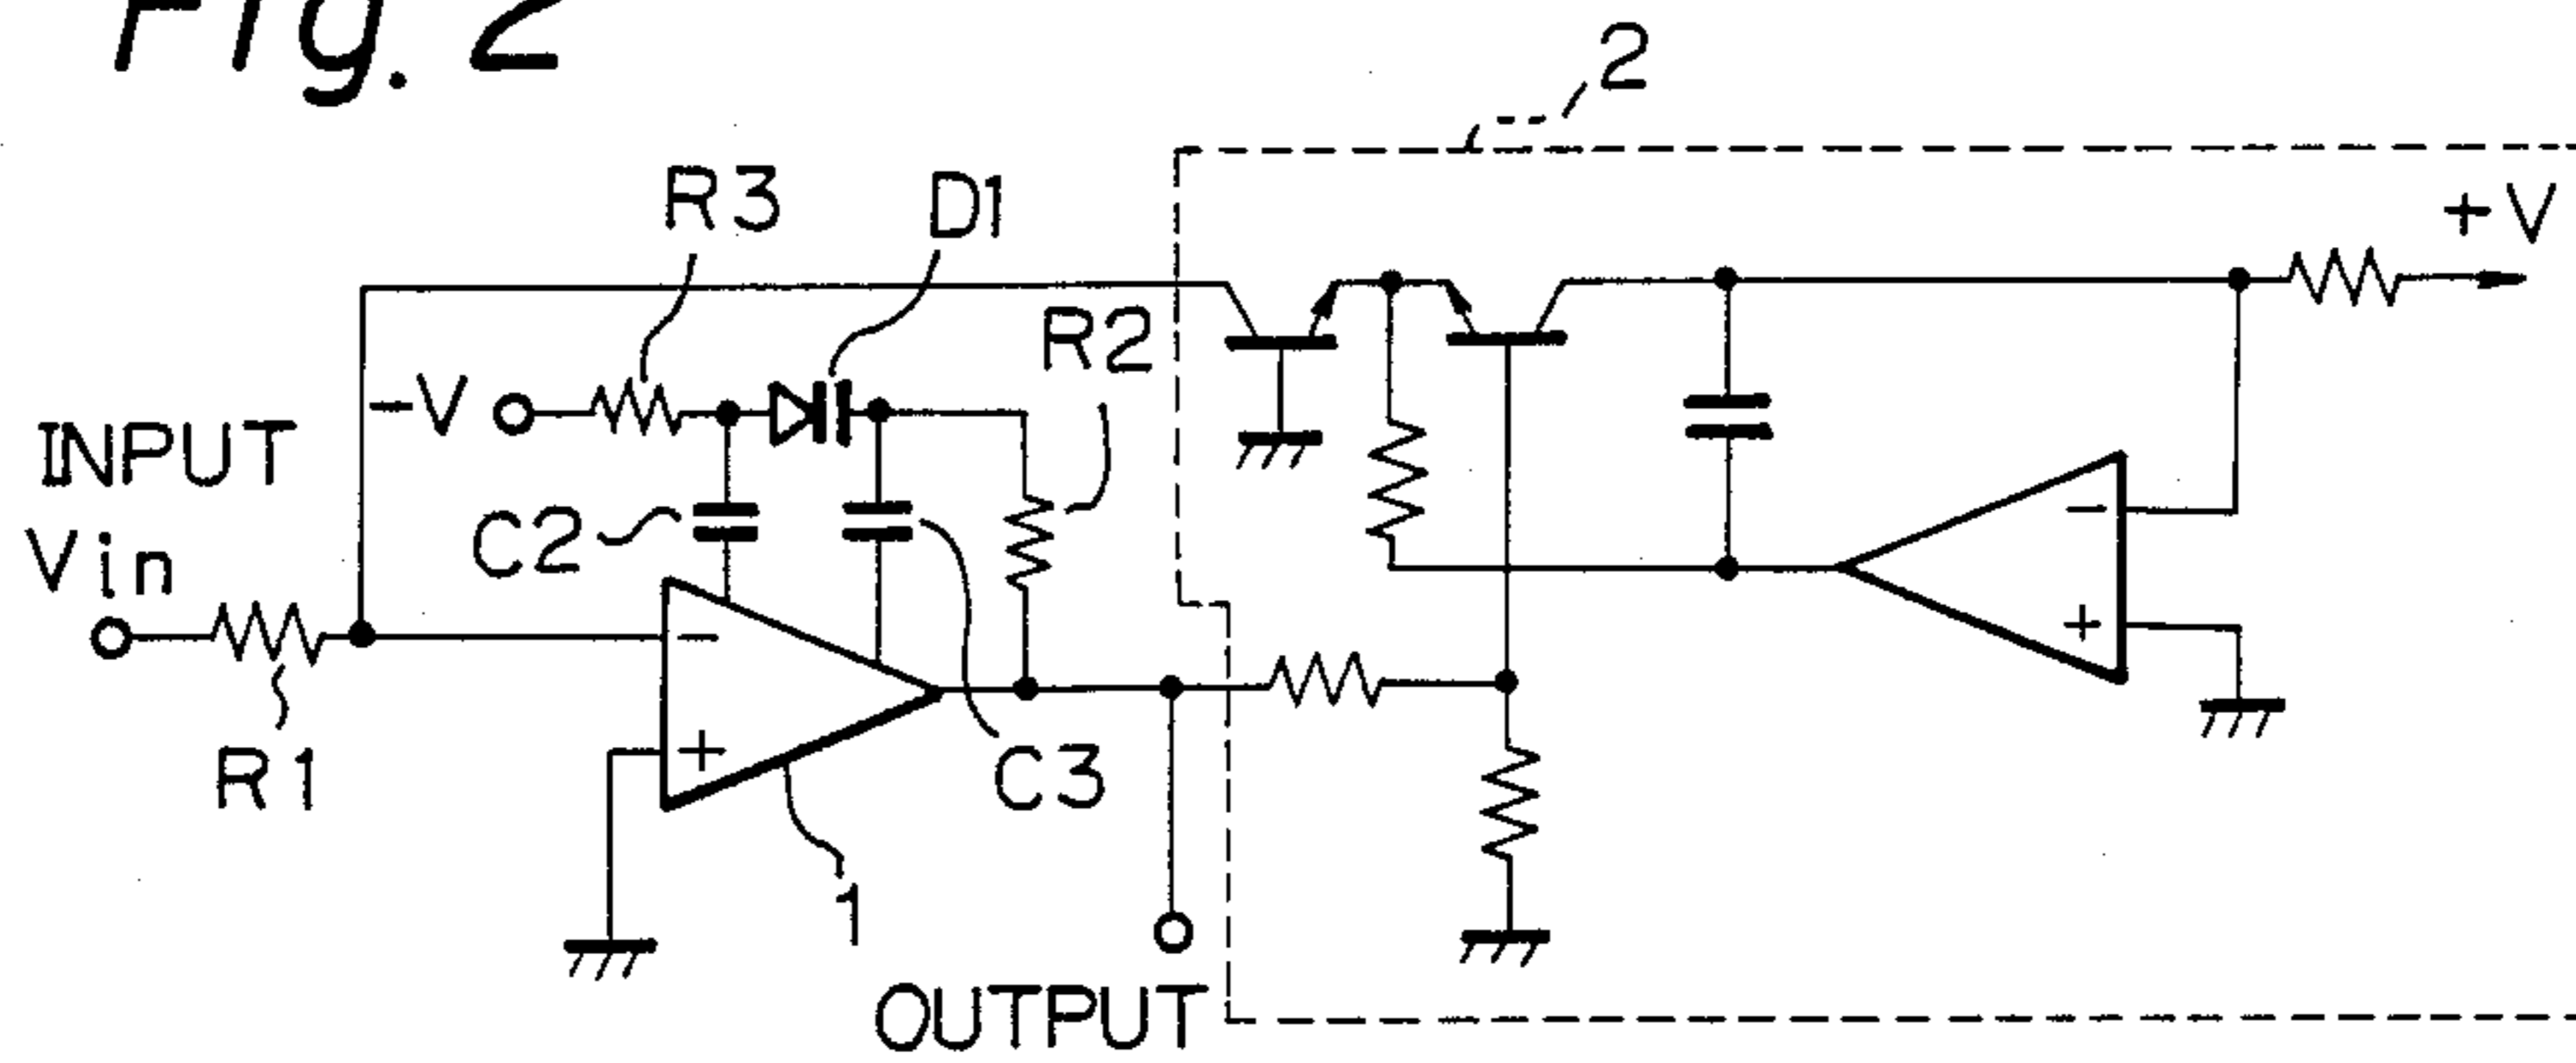 Fig. 2
2
+V
R3
D1
R2
-V
INPUT
Vin
C2
-
+
-
+
R1
C3
1
OUTPUT